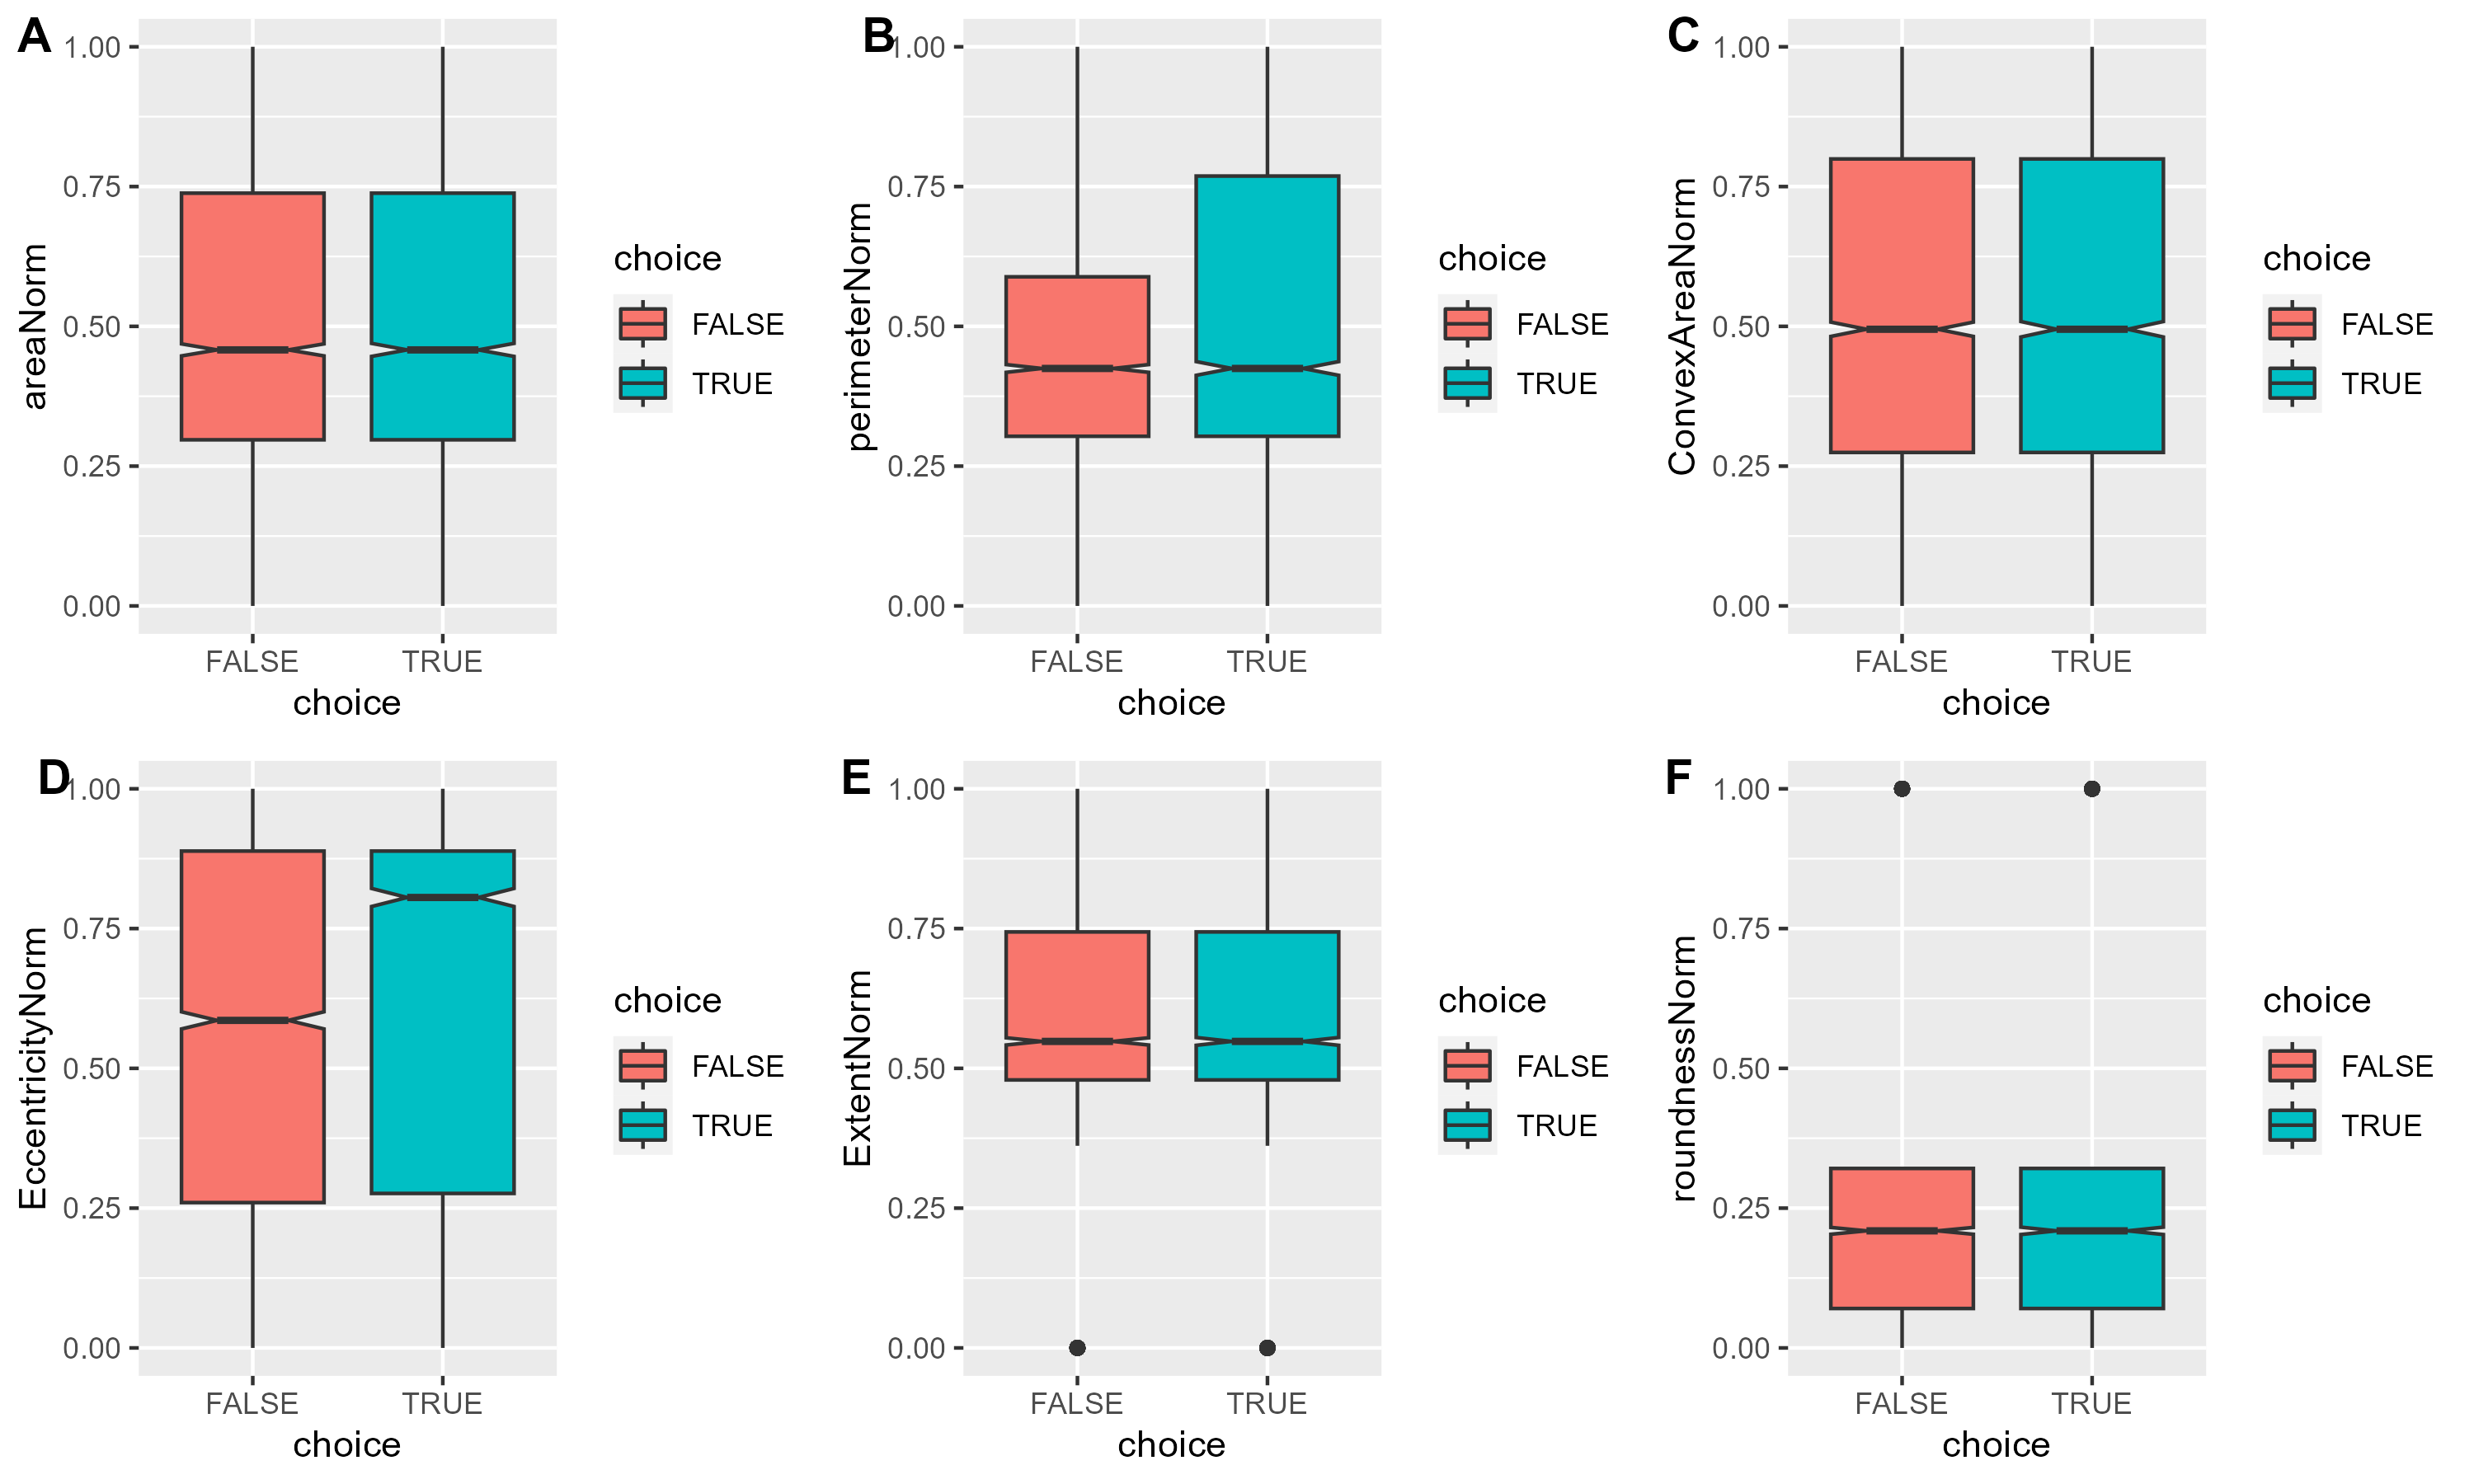 A
1.00
0.75
0.50
0.25
0.00
areaNorm
FALSE TRUE
choice
choice
FALSE
TRUE
B
1.00
0.75
0.50
0.25
0.00
perimeterNorm
FALSE TRUE
choice
choice
FALSE
TRUE
C
1.00
0.75
0.50
0.25
0.00
ConvexAreaNorm
FALSE TRUE
choice
choice
FALSE
TRUE
D
1.00
0.75
0.50
0.25
0.00
EccentricityNorm
FALSE TRUE
choice
choice
FALSE
TRUE
E
1.00
0.75
0.50
0.25
0.00
ExtentNorm
FALSE TRUE
choice
choice
FALSE
TRUE
F
1.00
0.75
0.50
0.25
0.00
roundnessNorm
FALSE TRUE
choice
choice
FALSE
TRUE